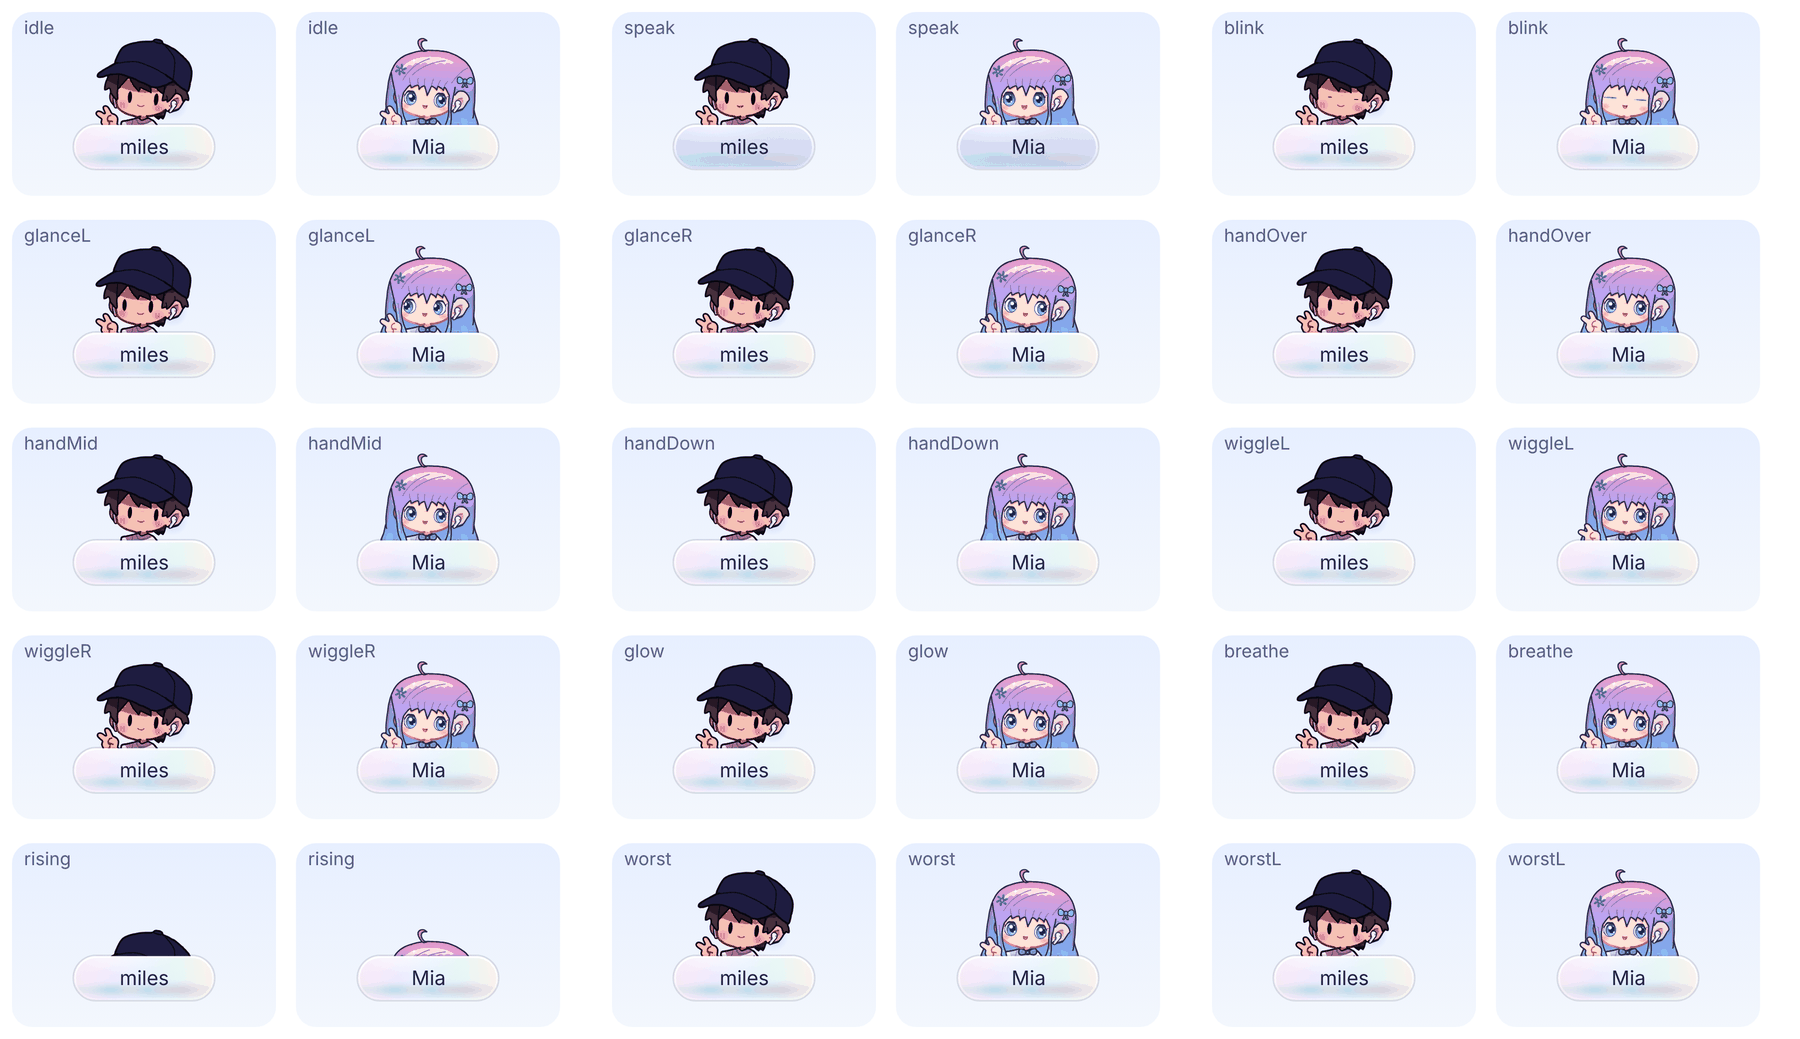 idle
idle
speak
speak
blink
blink
miles
Mia
miles
Mia
miles
Mia
glanceL
glanceL
glanceR
glanceR
handOver
handOver
miles
Mia
miles
Mia
miles
Mia
handMid
handMid
handDown
handDown
wiggleL
wiggleL
miles
Mia
miles
Mia
miles
Mia
wiggleR
wiggleR
glow
glow
breathe
breathe
miles
Mia
miles
Mia
miles
Mia
rising
rising
worst
worst
worstL
worstL
miles
Mia
miles
Mia
miles
Mia